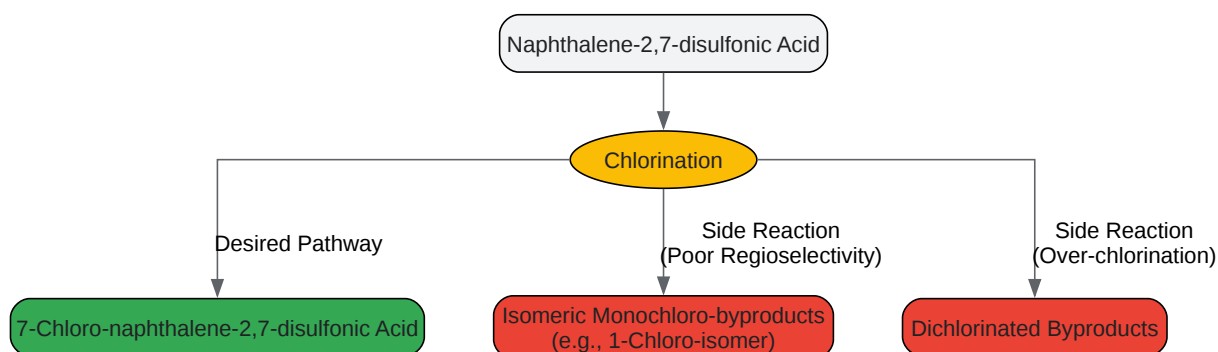 Naphthalene-2,7-disulfonic Acid
Chlorination
Desired Pathway
Side Reaction
(Poor Regioselectivity)
Side Reaction
(Over-chlorination)
7-Chloro-naphthalene-2,7-disulfonic Acid
Isomeric Monochloro-byproducts
(e.g., 1-Chloro-isomer)
Dichlorinated Byproducts